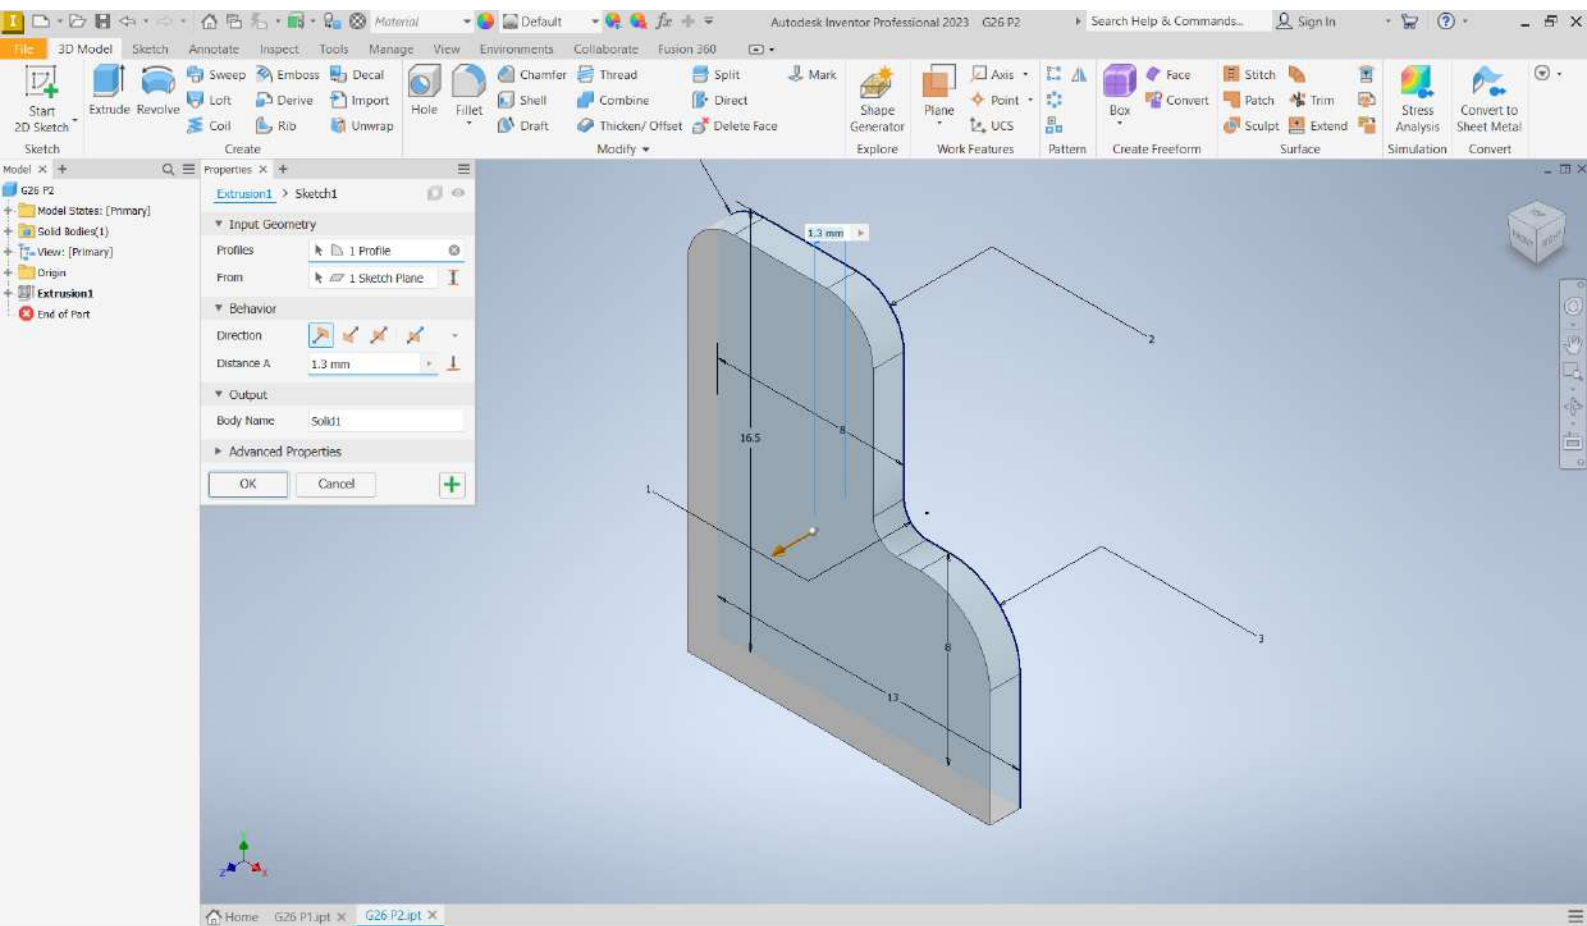 Material Default fx Autodesk Inventor Professional 2023 G26 P2 Search Help & Commands... Sign In
File 3D Model Sketch Annotate Inspect Tools Manage View Environments Collaborate Fusion 360
Sweep Emboss Decal Chamfer Thread Split Mark Axis Face Stitch
Start 2D Sketch Extrude Revolve Loft Derive Import Hole Fillet Shell Combine Direct Shape Generator Plane Point Box Convert Patch Trim Stress Analysis Convert to Sheet Metal
Coil Rib Unwrap Draft Thicken/ Offset Delete Face UCS Sculpt Extend
Sketch Create Modify Explore Work Features Pattern Create Freeform Surface Simulation Convert
Model × + Properties × +
G26 P2
Model States: [Primary]
Solid Bodies(1)
View: [Primary]
Origin
Extrusion1
End of Part
Extrusion1 > Sketch1
Input Geometry
Profiles 1 Profile
From 1 Sketch Plane
Behavior
Direction
Distance A 1.3 mm
Output
Body Name Solid1
Advanced Properties
OK Cancel
1.3 mm
2
8
16.5
1
3
8
13
Home G26 P1.ipt × G26 P2.ipt ×